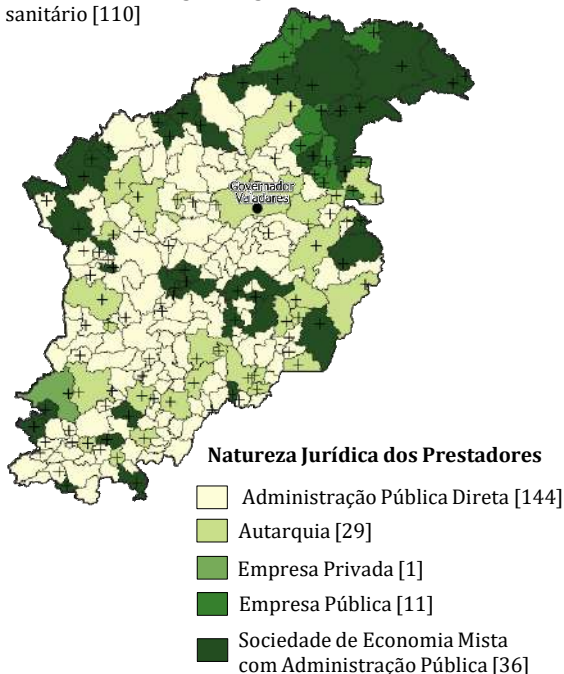 sanitário [110]
Governador
Valadares
Natureza Jurídica dos Prestadores
Administração Pública Direta [144]
Autarquia [29]
Empresa Privada [1]
Empresa Pública [11]
Sociedade de Economia Mista
com Administração Pública [36]